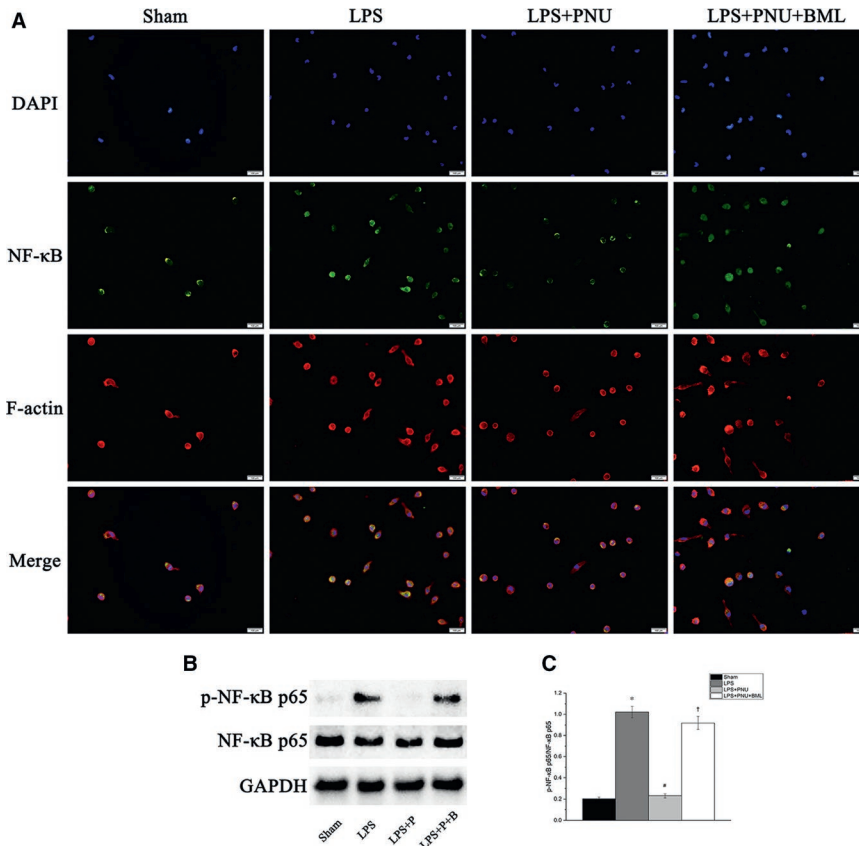 A
Sham LPS LPS+PNU LPS+PNU+BML
DAPI
NF-κB
F-actin
Merge
B
p-NF-κB p65
NF-κB p65
GAPDH
Sham LPS LPS+P LPS+P+B
C
Sham
LPS
LPS+PNU
LPS+PNU+BML
p-NF-κB p65/NF-κB p65
1.2
1.0
0.8
0.6
0.4
0.2
0.0
*
#
†